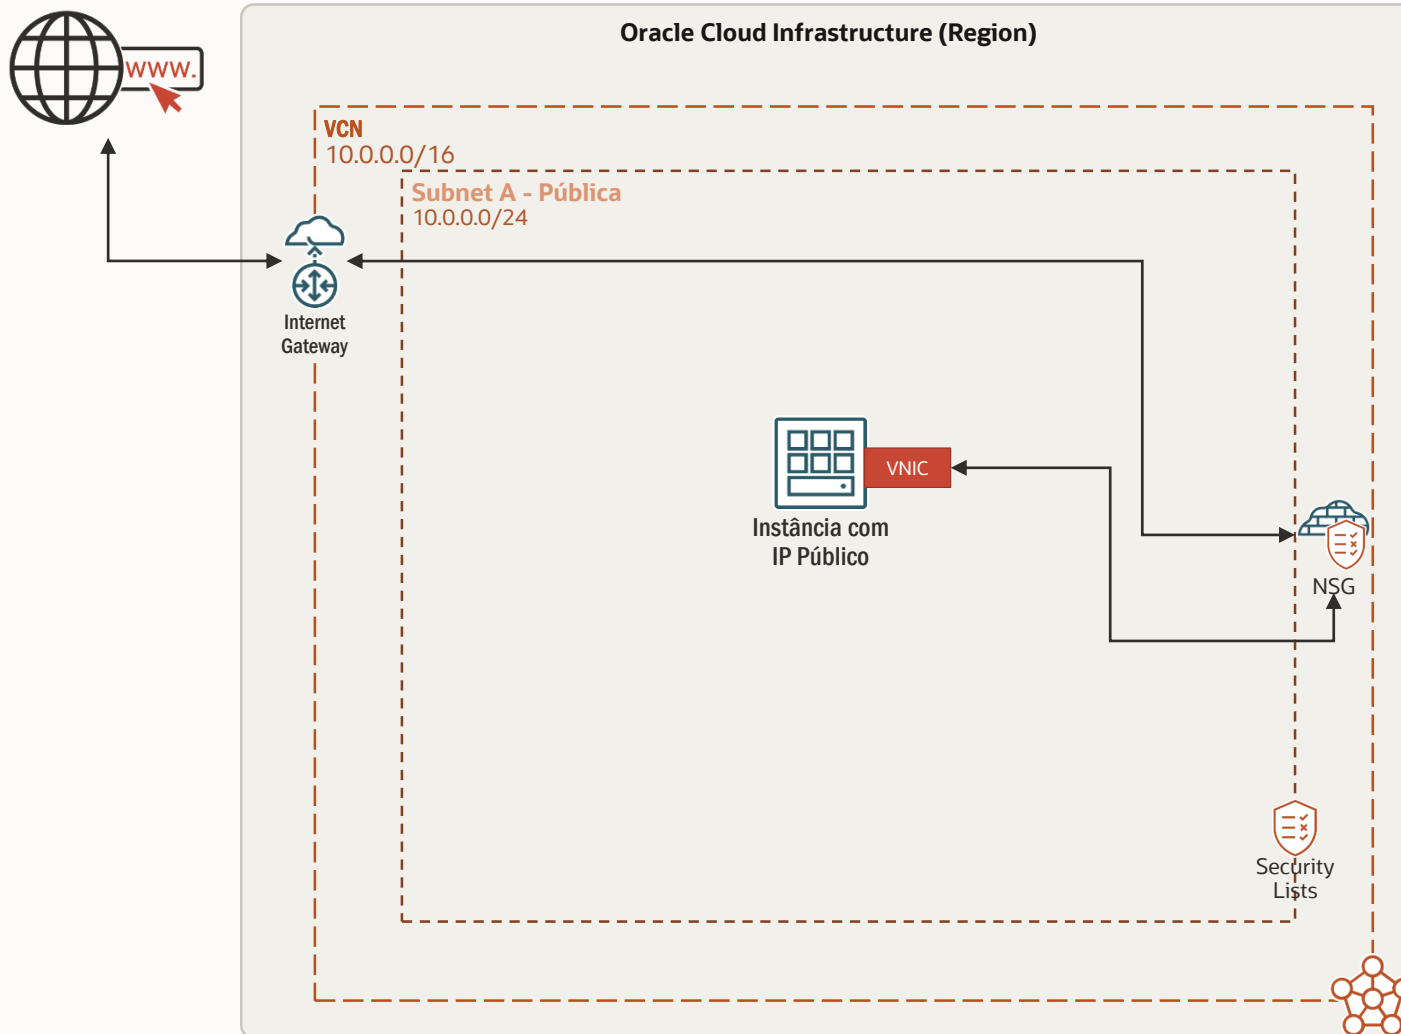 Oracle Cloud Infrastructure (Region)
www.
VCN
10.0.0.0/16
Subnet A - Pública
10.0.0.0/24
Internet
Gateway
VNIC
Instância com
IP Público
NSG
Security
Lists